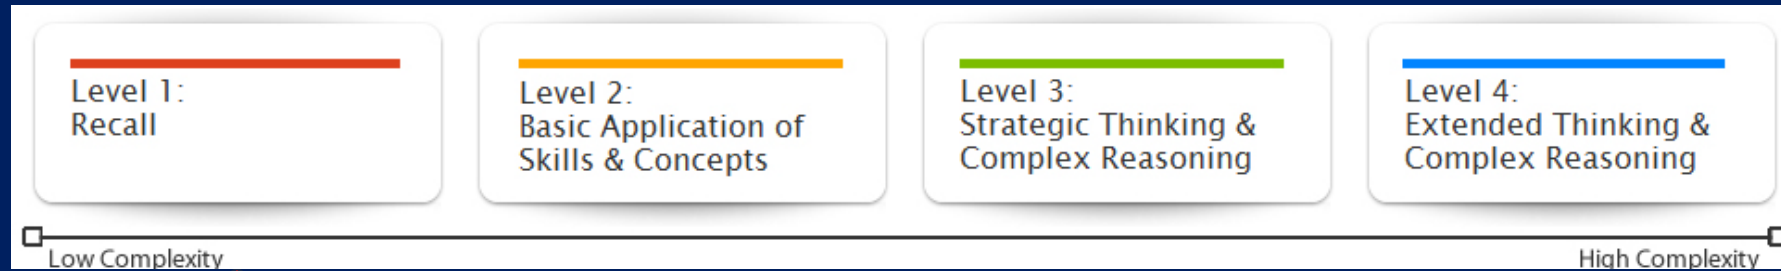 Level 1:
Recall
Level 2:
Basic Application of
Skills & Concepts
Level 3:
Strategic Thinking &
Complex Reasoning
Level 4:
Extended Thinking &
Complex Reasoning
Low Complexity
High Complexity